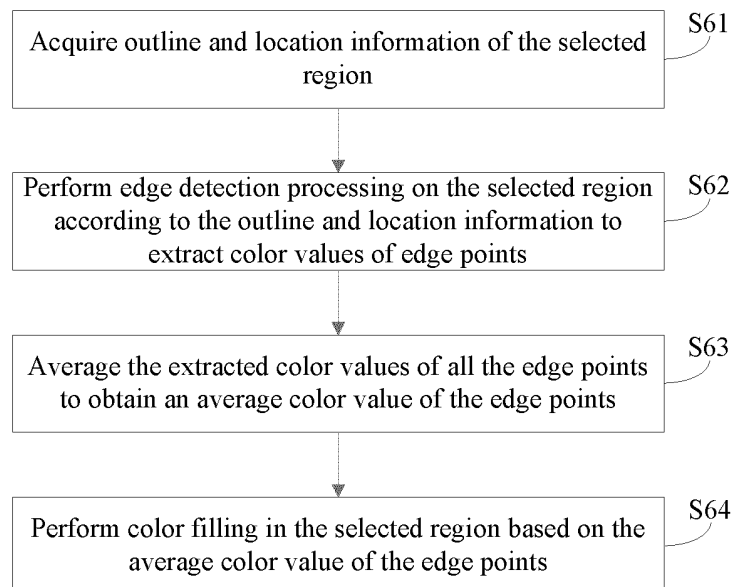 Acquire outline and location information of the selected
region
S61
Perform edge detection processing on the selected region
according to the outline and location information to
extract color values of edge points
S62
Average the extracted color values of all the edge points
to obtain an average color value of the edge points
S63
Perform color filling in the selected region based on the
average color value of the edge points
S64